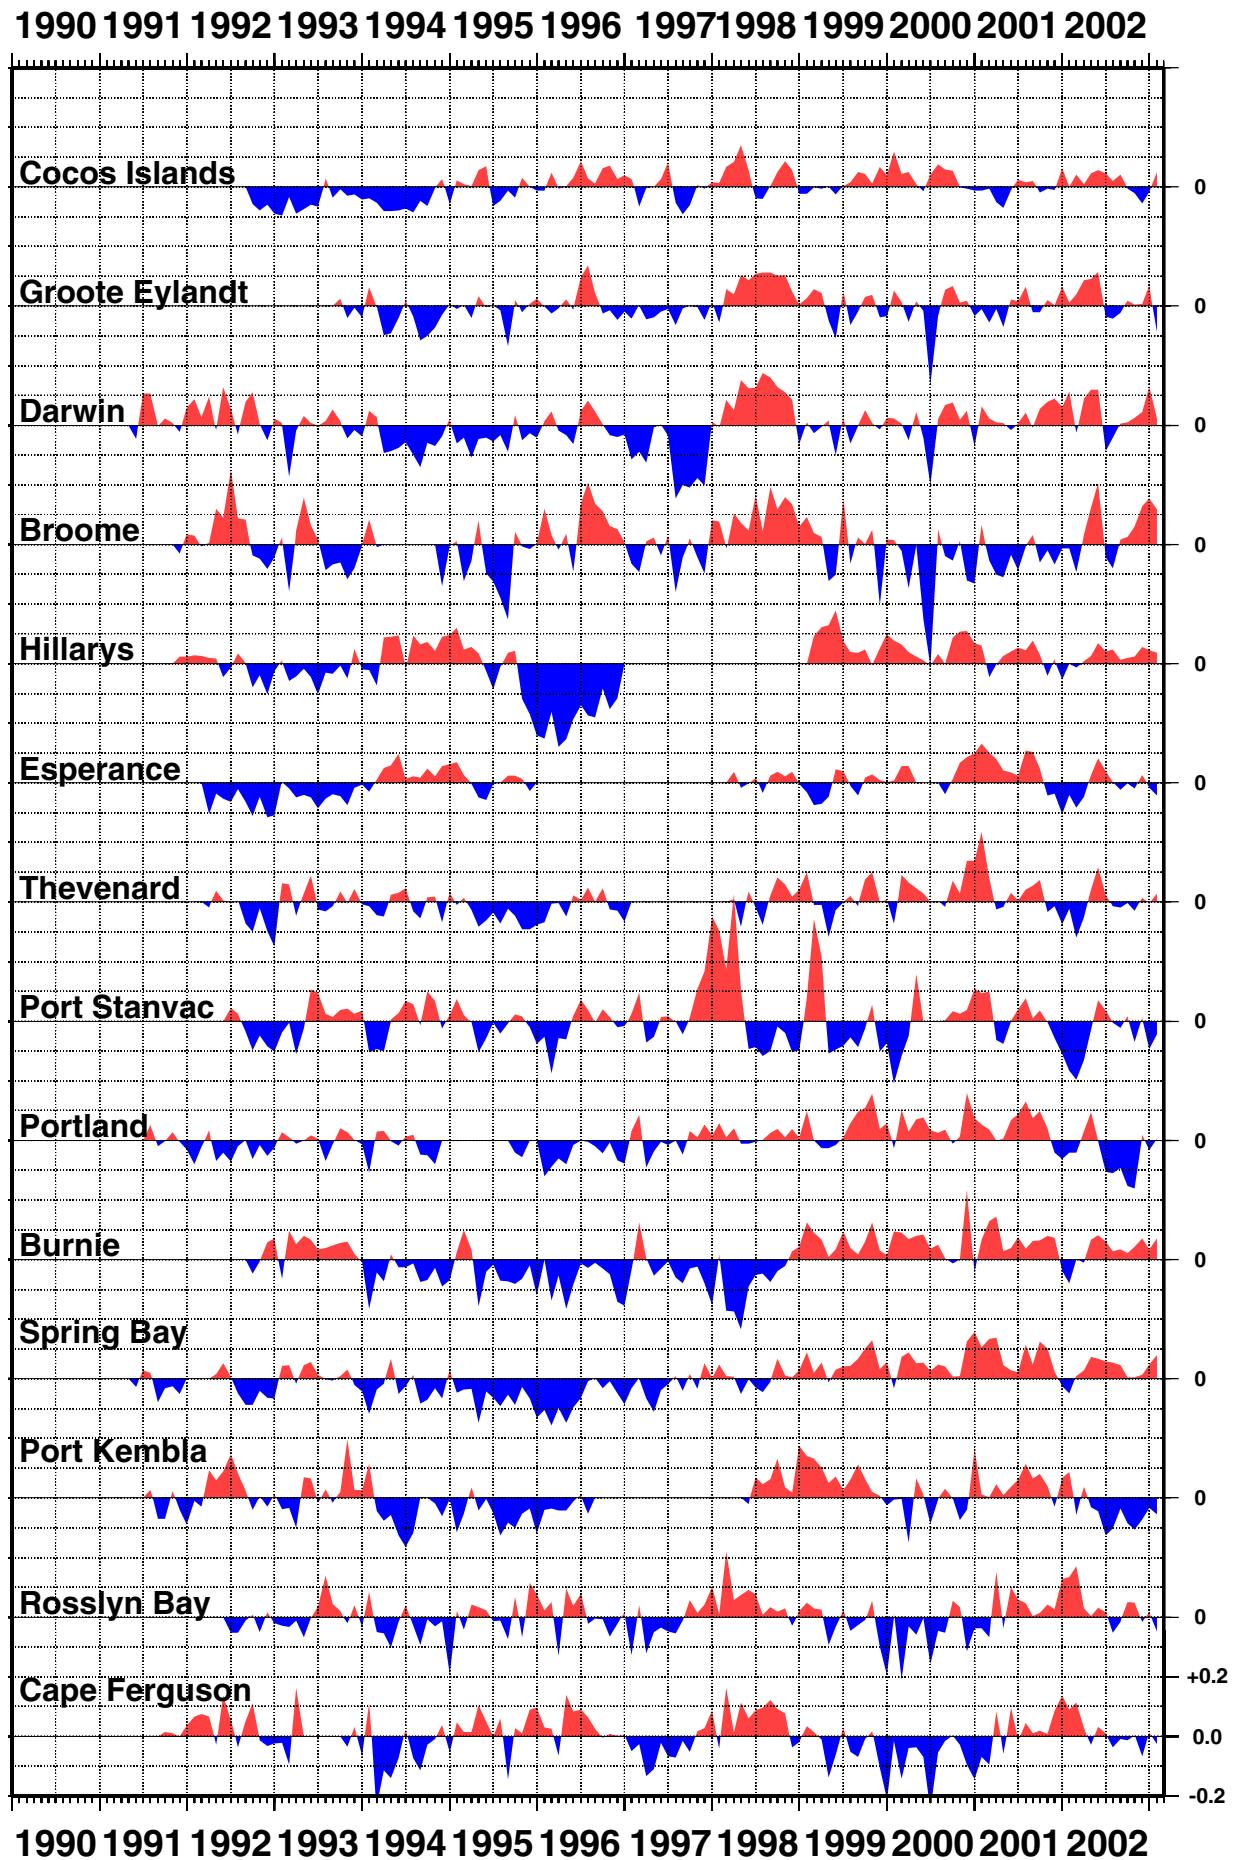 1990 1991 1992 1993 1994 1995 1996 1997 1998 1999 2000 2001 2002
Cocos Islands 0
Groote Eylandt 0
Darwin 0
Broome 0
Hillarys 0
Esperance 0
Thevenard 0
Port Stanvac 0
Portland 0
Burnie 0
Spring Bay
0
Port Kembla
0
Rosslyn Bay 0
+0.2
Cape Ferguson
0.0
-0.2
1990 1991 1992 1993 1994 1995 1996 1997 1998 1999 2000 2001 2002